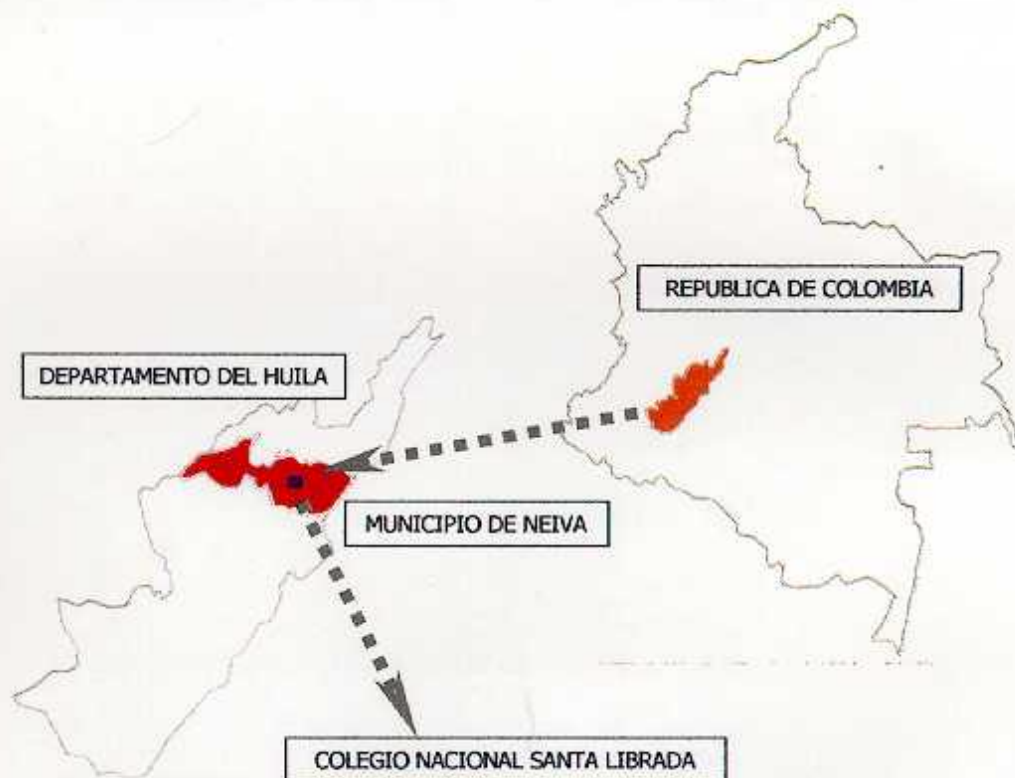 REPUBLICA DE COLOMBIA
DEPARTAMENTO DEL HUILA
MUNICIPIO DE NEIVA
COLEGIO NACIONAL SANTA LIBRADA